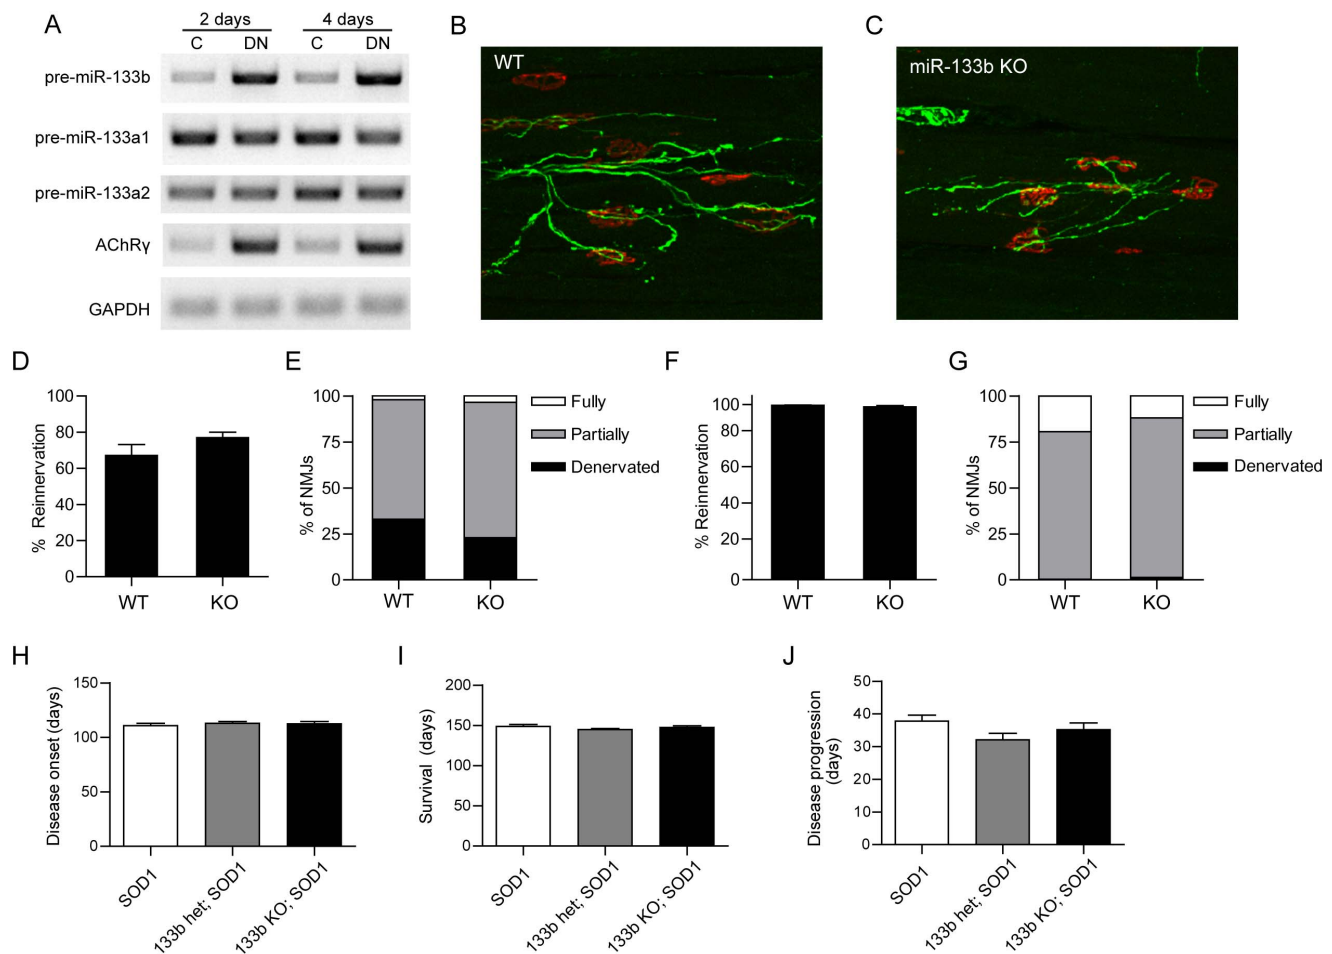 A
2 days
4 days
C
DN
C
DN
pre-miR-133b
pre-miR-133a1
pre-miR-133a2
AChRγ
GAPDH
B
WT
C
miR-133b KO
D
% Reinnervation
100
80
60
40
20
0
WT
KO
E
% of NMJs
100
75
50
25
0
WT
KO
Fully
Partially
Denervated
F
% Reinnervation
100
80
60
40
20
0
WT
KO
G
% of NMJs
100
75
50
25
0
WT
KO
Fully
Partially
Denervated
H
Disease onset (days)
150
100
50
0
SOD1
133b het; SOD1
133b KO; SOD1
I
Survival (days)
200
150
100
50
0
SOD1
133b het; SOD1
133b KO; SOD1
J
Disease progression
(days)
50
40
30
20
10
0
SOD1
133b het; SOD1
133b KO; SOD1